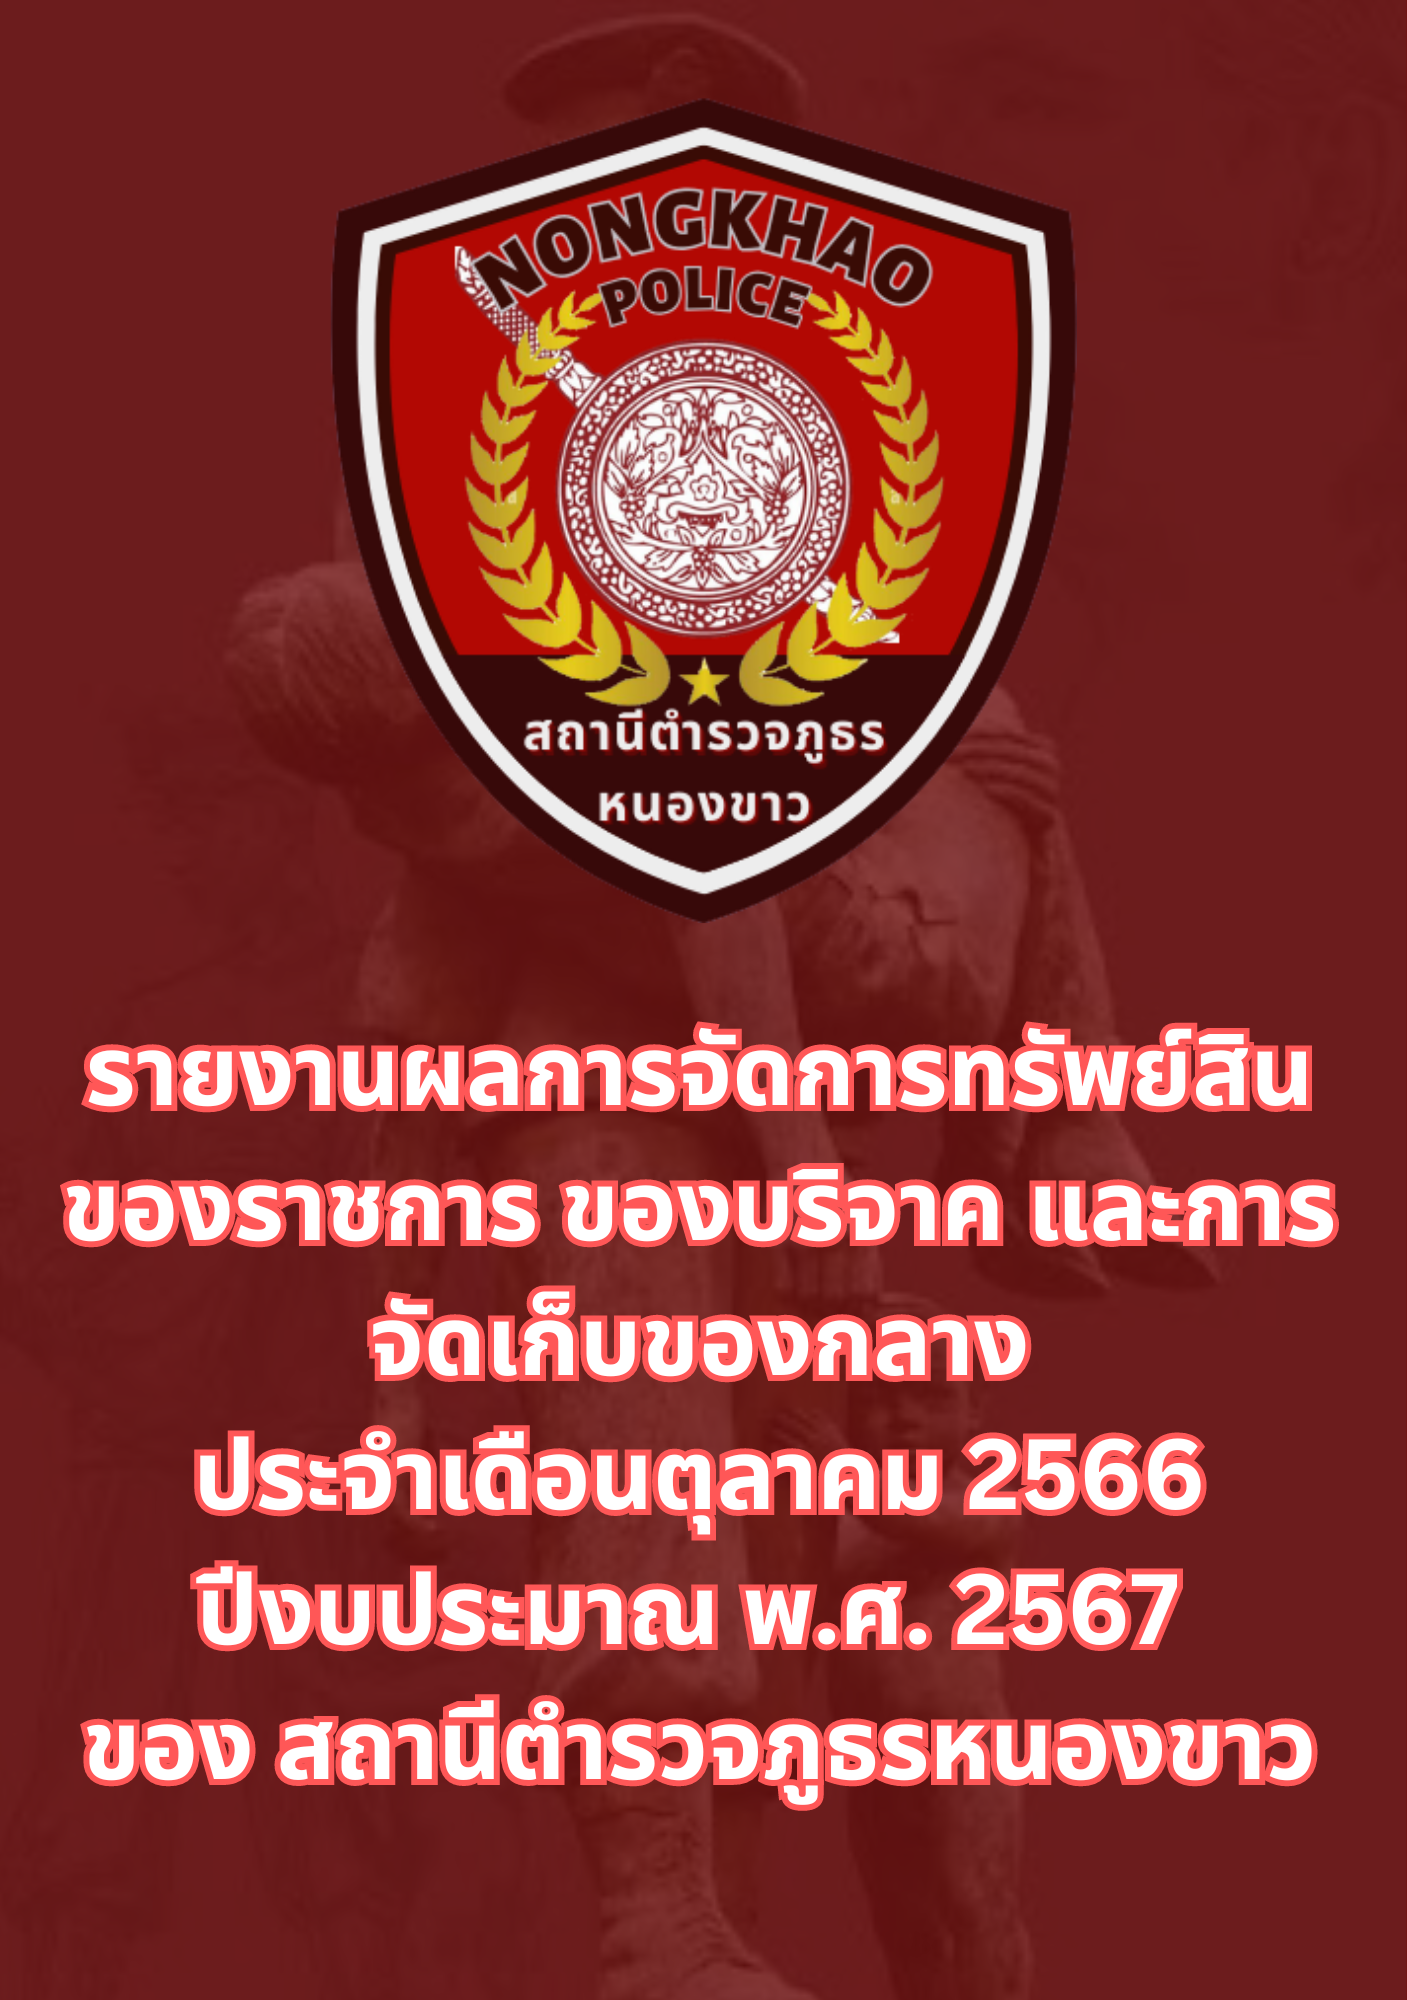 NONGKHAO
POLICE
สถานีตำรวจภูธร
หนองขาว
รายงานผลการจัดการทรัพย์สิน
ของราชการ ของบริจาค และการ
จัดเก็บของกลาง
ประจำเดือนตุลาคม 2566
ปีงบประมาณ พ.ศ. 2567
ของ สถานีตำรวจภูธรหนองขาว